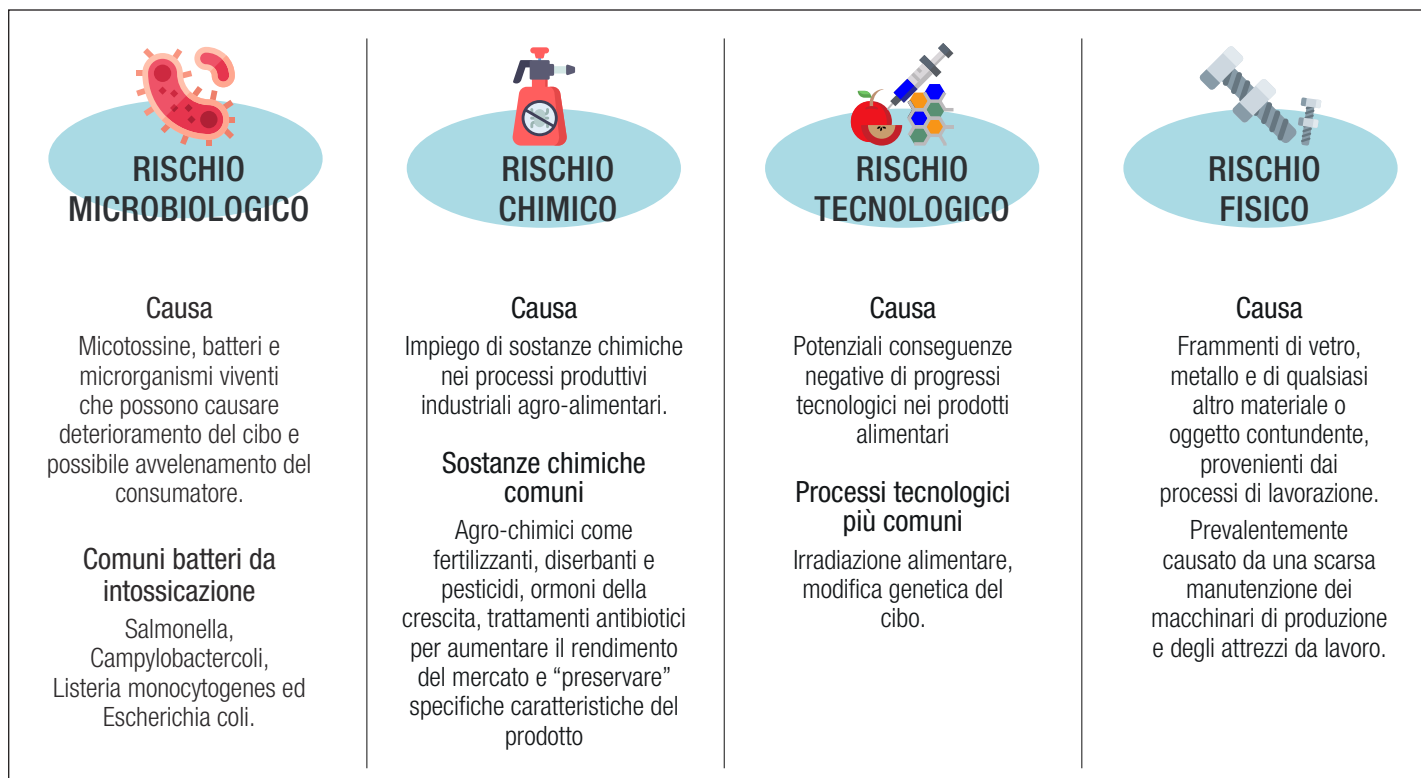 RISCHIO
MICROBIOLOGICO
Causa
Micotossine, batteri e
microrganismi viventi
che possono causare
deterioramento del cibo e
possibile avvelenamento del
consumatore.
Comuni batteri da
intossicazione
Salmonella,
Campylobactercoli,
Listeria monocytogenes ed
Escherichia coli.
RISCHIO
CHIMICO
Causa
Impiego di sostanze chimiche
nei processi produttivi
industriali agro-alimentari.
Sostanze chimiche
comuni
Agro-chimici come
fertilizzanti, diserbanti e
pesticidi, ormoni della
crescita, trattamenti antibiotici
per aumentare il rendimento
del mercato e “preservare”
specifiche caratteristiche del
prodotto
RISCHIO
TECNOLOGICO
Causa
Potenziali conseguenze
negative di progressi
tecnologici nei prodotti
alimentari
Processi tecnologici
più comuni
Irradiazione alimentare,
modifica genetica del
cibo.
RISCHIO
FISICO
Causa
Frammenti di vetro,
metallo e di qualsiasi
altro materiale o
oggetto contundente,
provenienti dai
processi di lavorazione.
Prevalentemente
causato da una scarsa
manutenzione dei
macchinari di produzione
e degli attrezzi da lavoro.